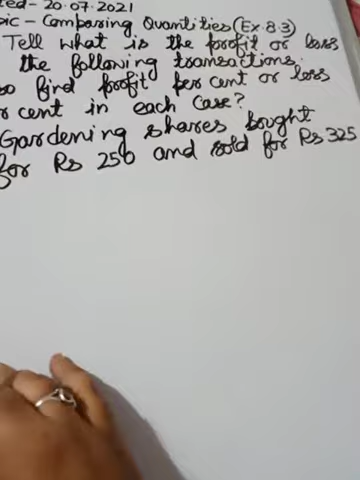 ted- 20.07.2021
pic - Comparing Quantities (Ex. 8.3)
Tell what is the profit or loss
the following transactions.
so find profit per cent or loss
r cent in each case?
Gardening shares bought
for Rs 250 and sold for Rs 325